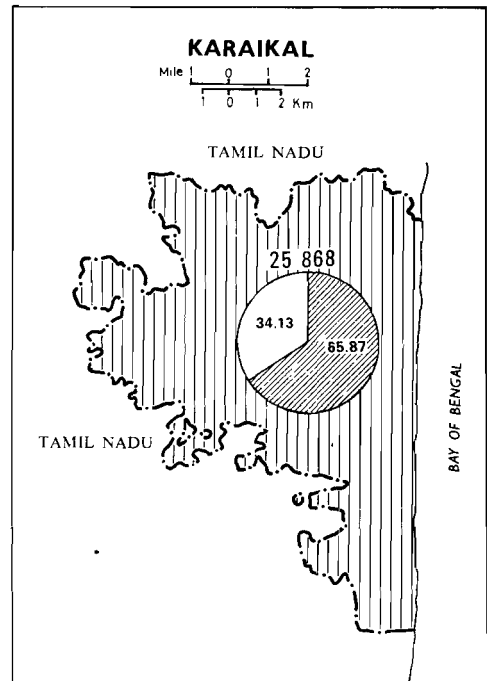 KARAIKAL
Mile 1 0 1 2
1 0 1 2 Km
TAMIL NADU
25 868
34.13
65.87
TAMIL NADU
BAY OF BENGAL